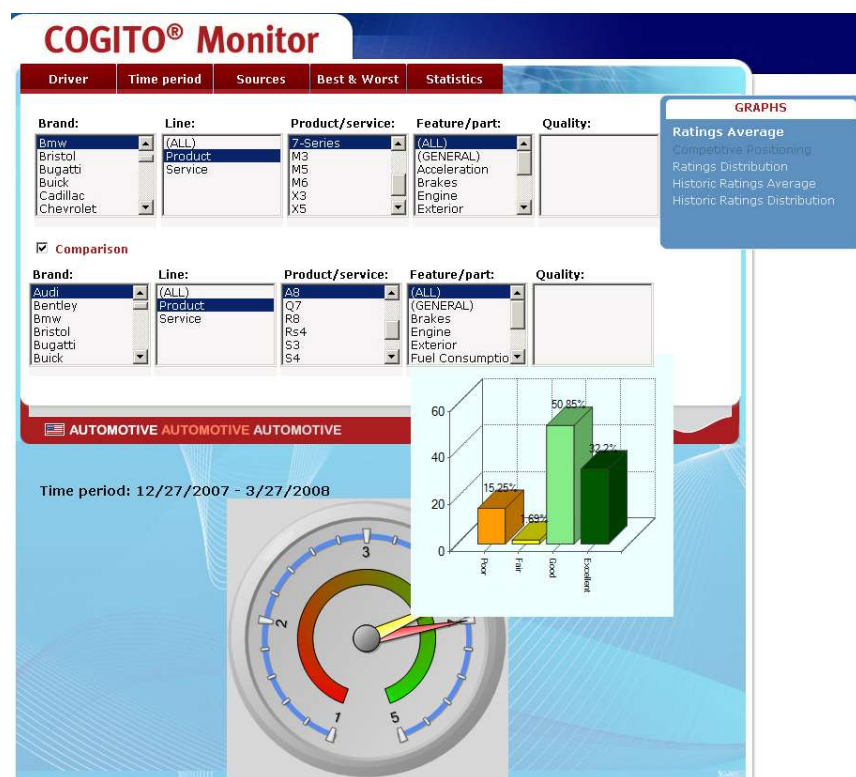 COGITO® Monitor
Driver Time period Sources Best & Worst Statistics
GRAPHS
Ratings Average
Competitive Positioning
Ratings Distribution
Historic Ratings Average
Historic Ratings Distribution
Brand: Line: Product/service: Feature/part: Quality:
Bmw (ALL) 7-Series (ALL)
Bristol Product M3 (GENERAL)
Bugatti Service M5 Acceleration
Buick M6 Brakes
Cadillac X3 Engine
Chevrolet X5 Exterior
Comparison
Brand: Line: Product/service: Feature/part: Quality:
Audi (ALL) A8 (ALL)
Bentley Product Q7 (GENERAL)
Bmw Service R8 Brakes
Bristol Rs4 Engine
Bugatti S3 Exterior
Buick S4 Fuel Consumptio
AUTOMOTIVE AUTOMOTIVE AUTOMOTIVE
Time period: 12/27/2007 - 3/27/2008
60
40
20
0
15.25%
1.69%
50.85%
32.2%
Poor
Fair
Good
Excellent
1
2
3
5